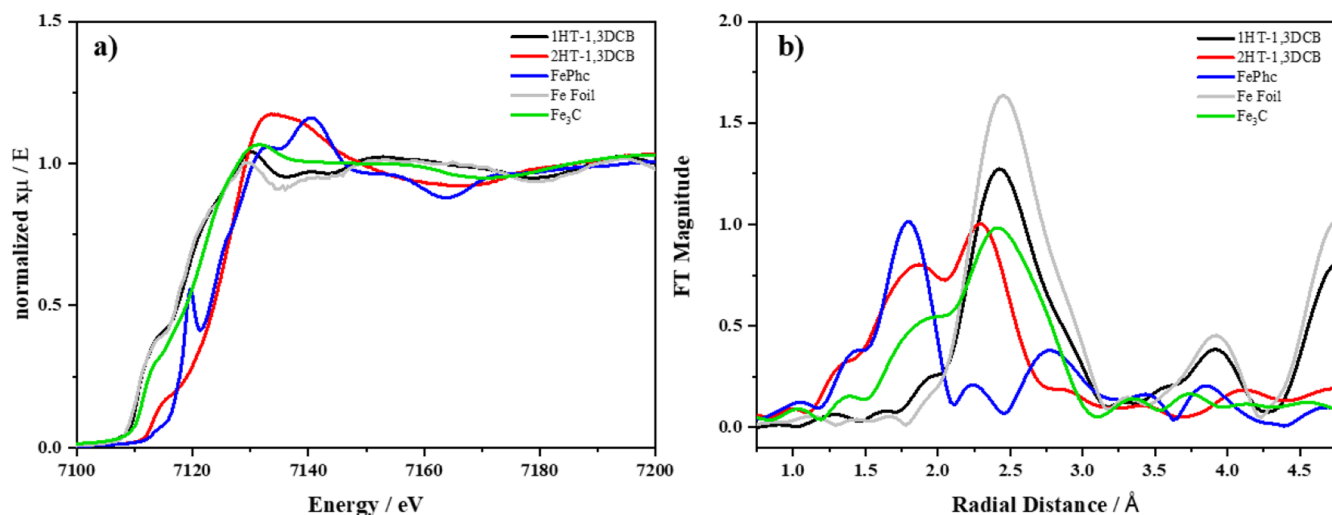 a)
1HT-1,3DCB
2HT-1,3DCB
FePhc
Fe Foil
Fe₃C
normalized xμ / E
1.5
1.0
0.5
0.0
7100 7120 7140 7160 7180 7200
Energy / eV
b)
1HT-1,3DCB
2HT-1,3DCB
FePhc
Fe Foil
Fe₃C
FT Magnitude
2.0
1.5
1.0
0.5
0.0
1.0 1.5 2.0 2.5 3.0 3.5 4.0 4.5
Radial Distance / Å